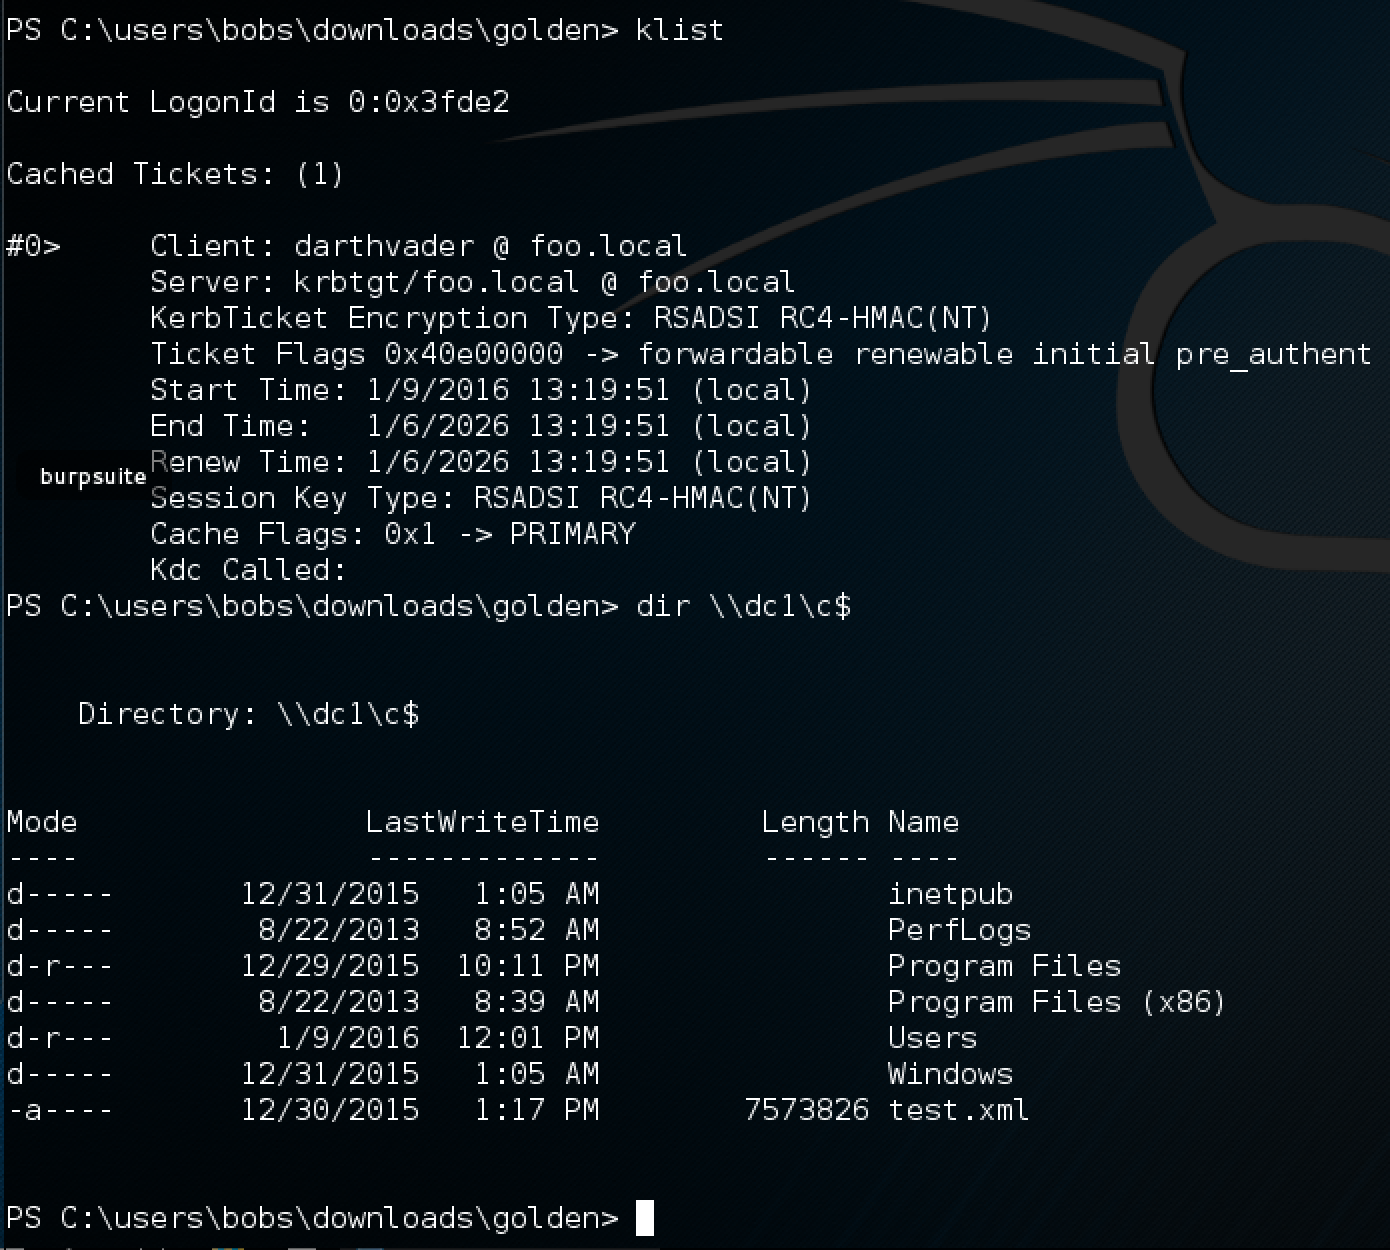 PS C:\users\bobs\downloads\golden> klist
Current LogonId is 0:0x3fde2
Cached Tickets: (1)
#0>     Client: darthvader @ foo.local
        Server: krbtgt/foo.local @ foo.local
        KerbTicket Encryption Type: RSADSI RC4-HMAC(NT)
        Ticket Flags 0x40e00000 -> forwardable renewable initial pre_authent
        Start Time: 1/9/2016 13:19:51 (local)
        End Time:   1/6/2026 13:19:51 (local)
        Renew Time: 1/6/2026 13:19:51 (local)
burpsuite
        Session Key Type: RSADSI RC4-HMAC(NT)
        Cache Flags: 0x1 -> PRIMARY
        Kdc Called:
PS C:\users\bobs\downloads\golden> dir \\dc1\c$
    Directory: \\dc1\c$
Mode                LastWriteTime         Length Name
----                -------------         ------ ----
d-----       12/31/2015   1:05 AM                inetpub
d-----        8/22/2013   8:52 AM                PerfLogs
d-r---       12/29/2015  10:11 PM                Program Files
d-----        8/22/2013   8:39 AM                Program Files (x86)
d-r---         1/9/2016  12:01 PM                Users
d-----       12/31/2015   1:05 AM                Windows
-a----       12/30/2015   1:17 PM        7573826 test.xml
PS C:\users\bobs\downloads\golden>